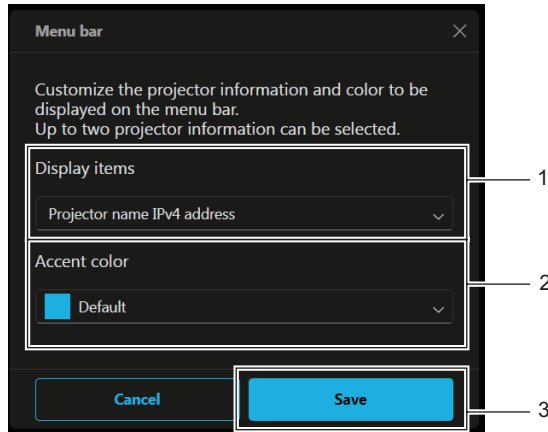 Menu bar
Customize the projector information and color to be
displayed on the menu bar.
Up to two projector information can be selected.
Display items
1
Projector name IPv4 address
Accent color
2
Default
Cancel
Save
3